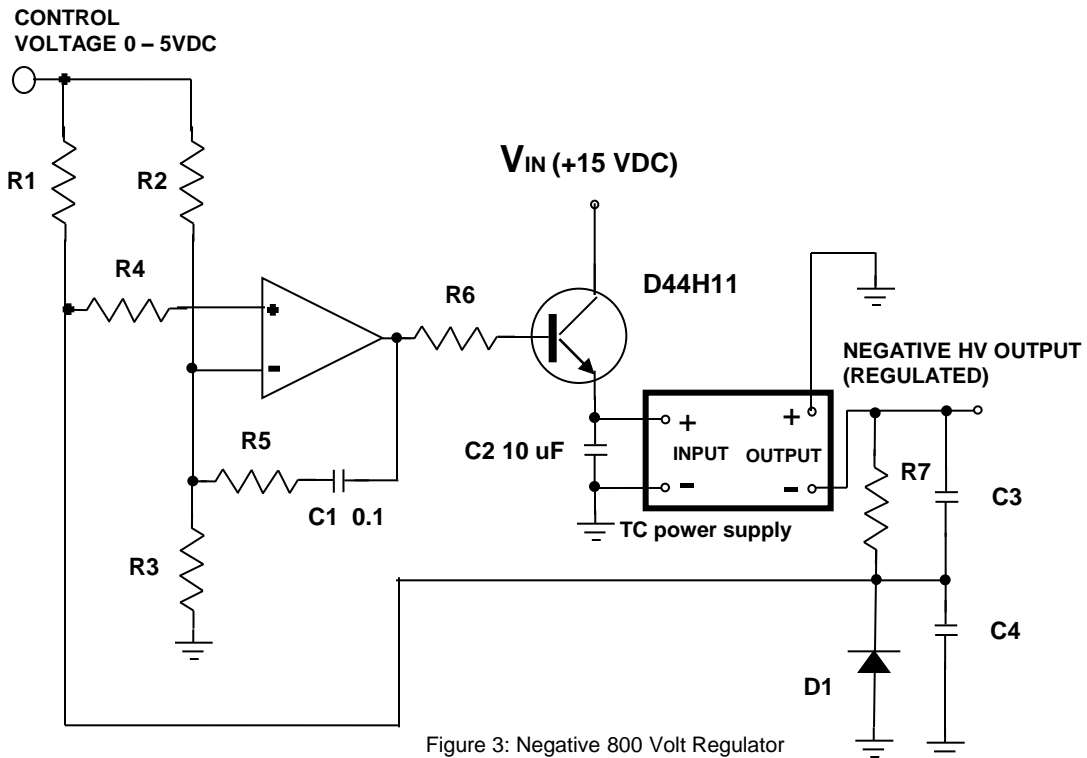 CONTROL
VOLTAGE 0 – 5VDC
R1
R2
VIN (+15 VDC)
R4
+
-
R6
D44H11
NEGATIVE HV OUTPUT
(REGULATED)
R5
C1 0.1
C2 10 uF
+
INPUT
-
+
OUTPUT
-
TC power supply
R7
C3
R3
C4
D1
Figure 3: Negative 800 Volt Regulator